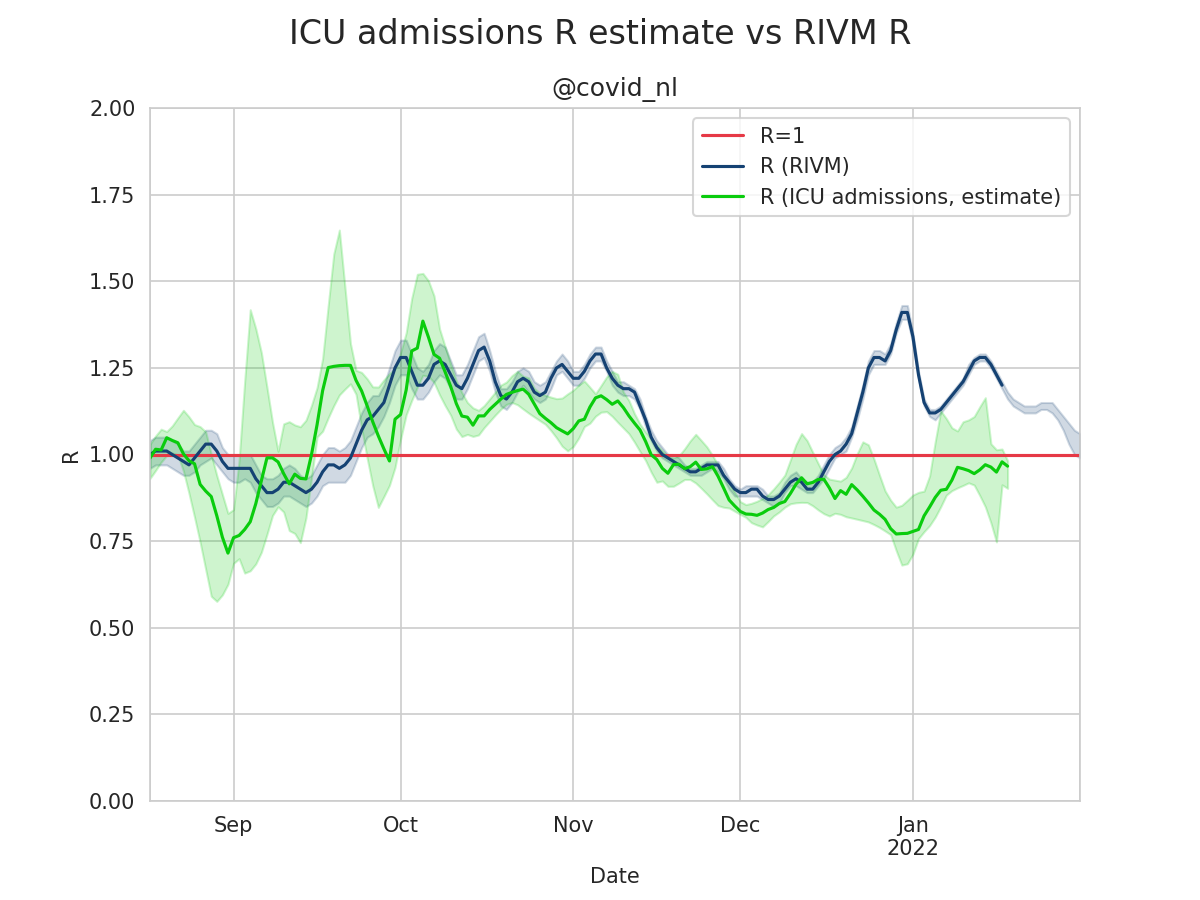 ICU admissions R estimate vs RIVM R
@covid_nl
R=1
R (RIVM)
R (ICU admissions, estimate)
2.00
1.75
1.50
1.25
1.00
0.75
0.50
0.25
0.00
R
Sep
Oct
Nov
Dec
Jan
2022
Date